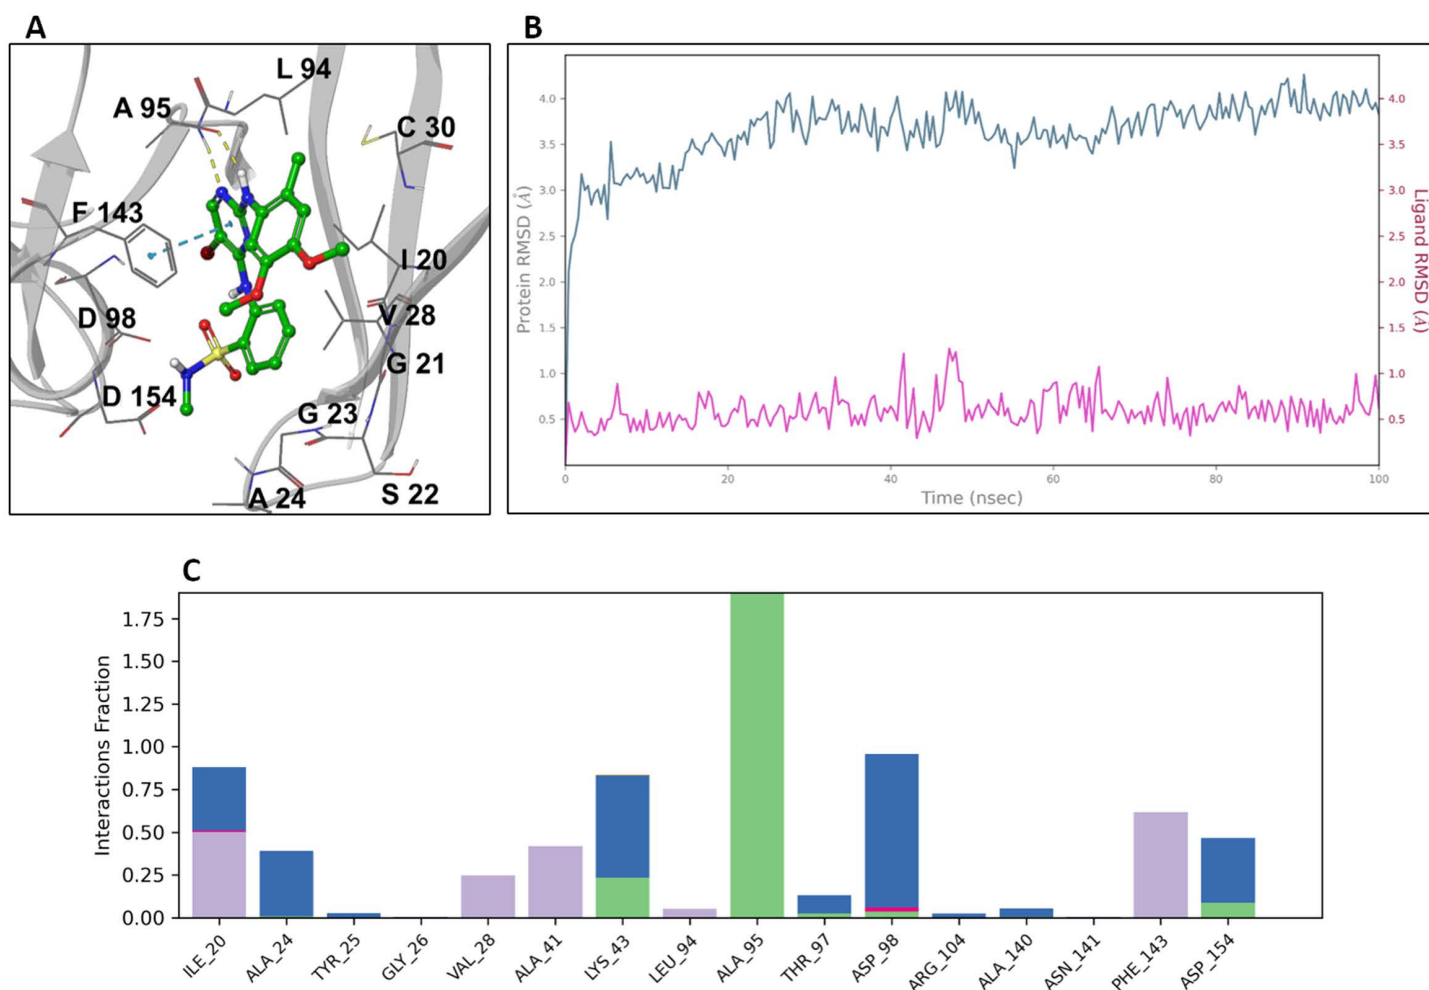 A
L 94
A 95
C 30
F 143
I 20
D 98
V 28
G 21
D 154
G 23
A 24
S 22
B
Protein RMSD (Å)
4.0
3.5
3.0
2.5
2.0
1.5
1.0
0.5
4.0
3.5
3.0
2.5
2.0
1.5
1.0
0.5
Ligand RMSD (Å)
0 20 40 60 80 100
Time (nsec)
C
Interactions Fraction
1.75
1.50
1.25
1.00
0.75
0.50
0.25
0.00
ILE_20 ALA_24 TYR_25 GLY_26 VAL_28 ALA_41 LYS_43 LEU_94 ALA_95 THR_97 ASP_98 ARG_104 ALA_140 ASN_141 PHE_143 ASP_154